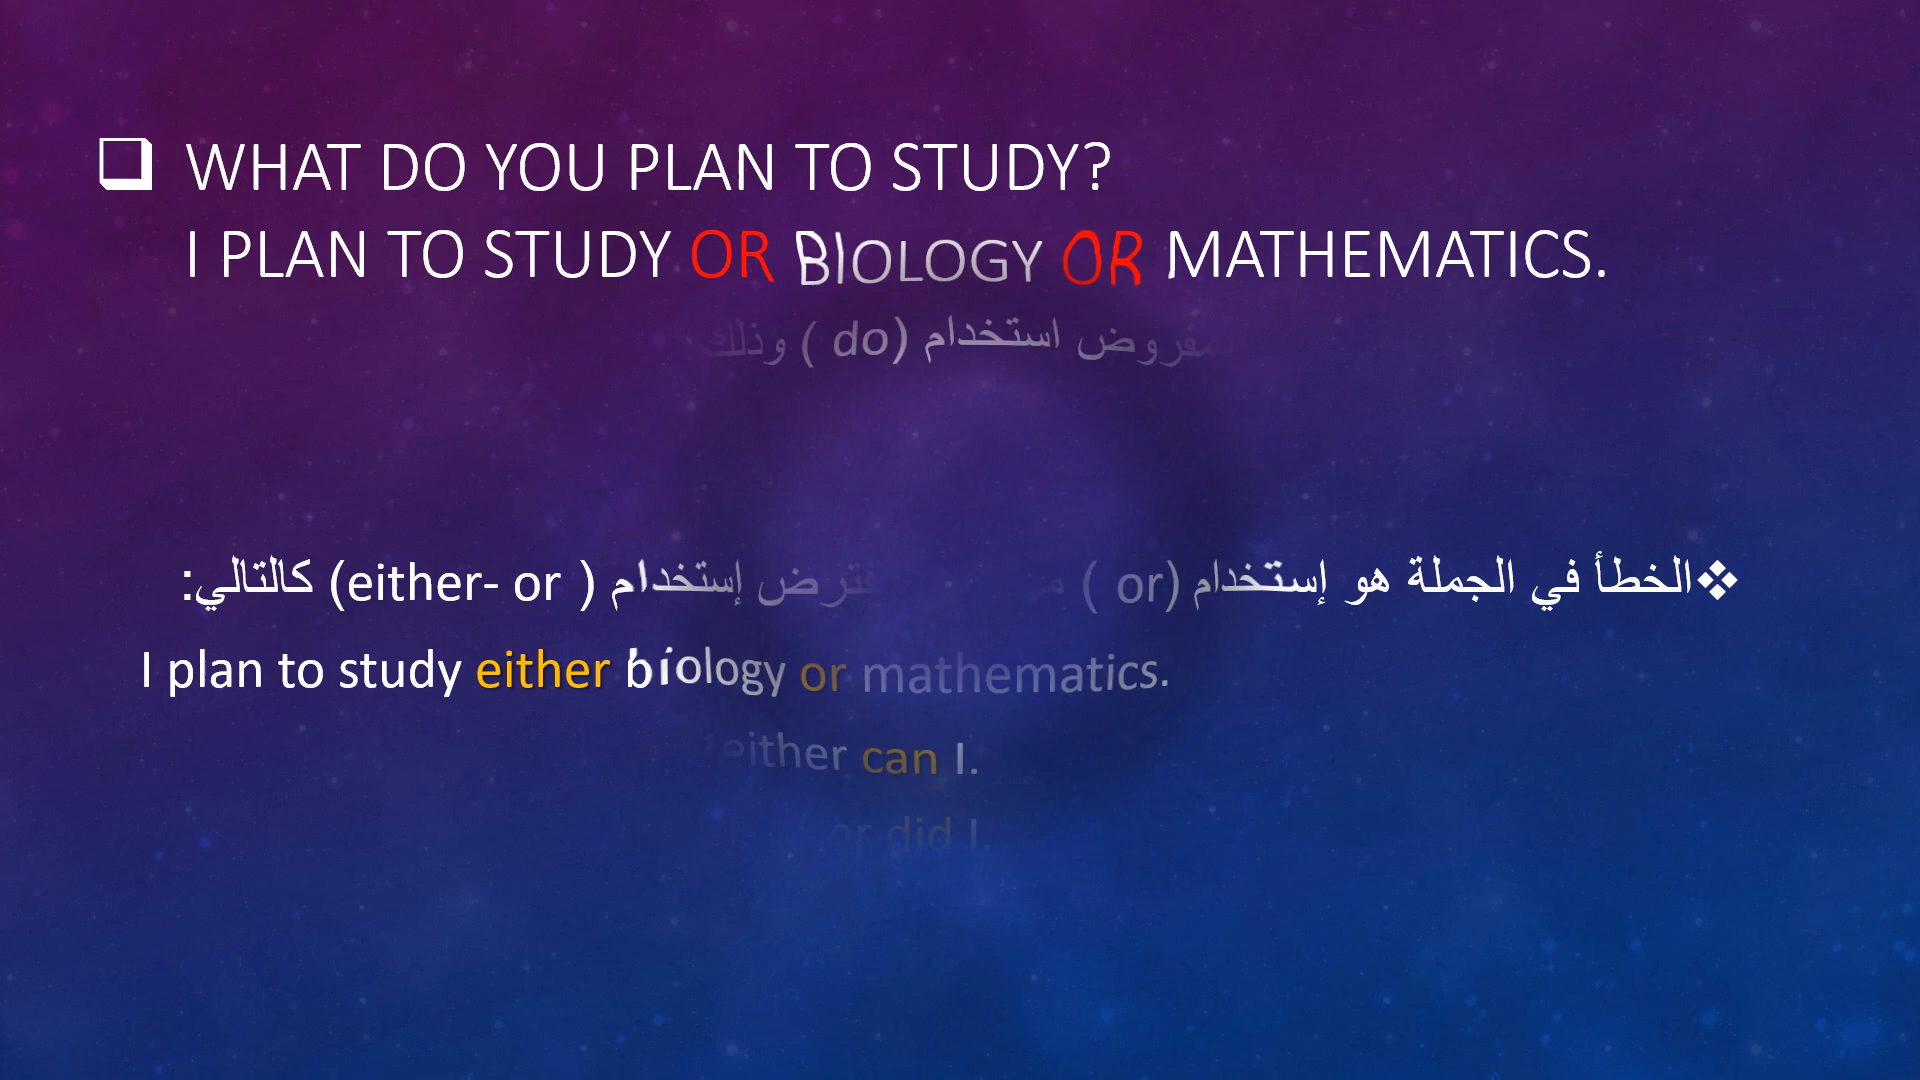 ❑ WHAT DO YOU PLAN TO STUDY?
I PLAN TO STUDY OR BIOLOGY OR MATHEMATICS.
استخدام (do ) وذلك
❖الخطأ في الجملة هو إستخدام (or ) إستخدام ( either- or) كالتالي:
I plan to study either biology or mathematics.
can I.
did I.